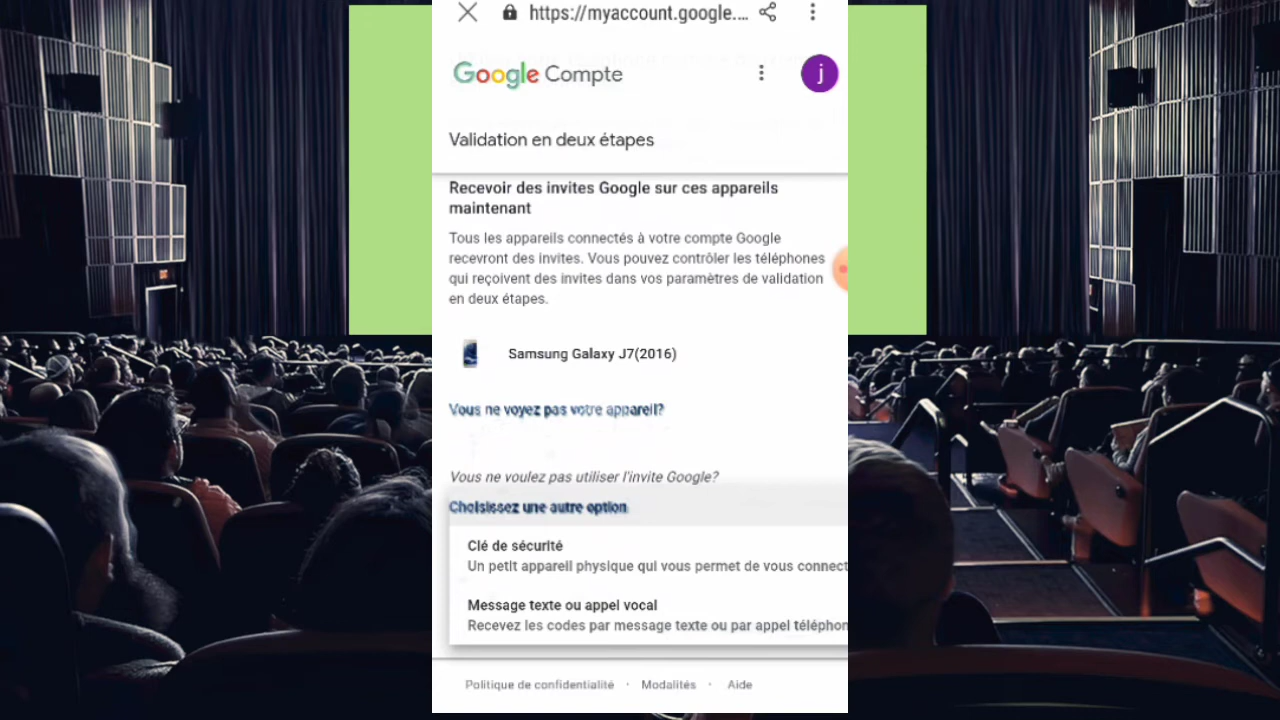 https://myaccount.google....
Google Compte
j
Validation en deux étapes
Recevoir des invites Google sur ces appareils
maintenant
Tous les appareils connectés à votre compte Google
recevront des invites. Vous pouvez contrôler les téléphones
qui reçoivent des invites dans vos paramètres de validation
en deux étapes.
Samsung Galaxy J7(2016)
Vous ne voyez pas votre appareil?
Vous ne voulez pas utiliser l'invite Google?
Choisissez une autre option
Clé de sécurité
Un petit appareil physique qui vous permet de vous connect
Message texte ou appel vocal
Recevez les codes par message texte ou par appel téléphon
Politique de confidentialité · Modalités · Aide